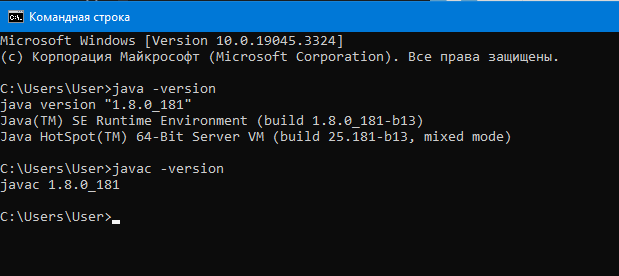 Командная строка
Microsoft Windows [Version 10.0.19045.3324]
(c) Корпорация Майкрософт (Microsoft Corporation). Все права защищены.
C:\Users\User>java -version
java version "1.8.0_181"
Java(TM) SE Runtime Environment (build 1.8.0_181-b13)
Java HotSpot(TM) 64-Bit Server VM (build 25.181-b13, mixed mode)
C:\Users\User>javac -version
javac 1.8.0_181
C:\Users\User>